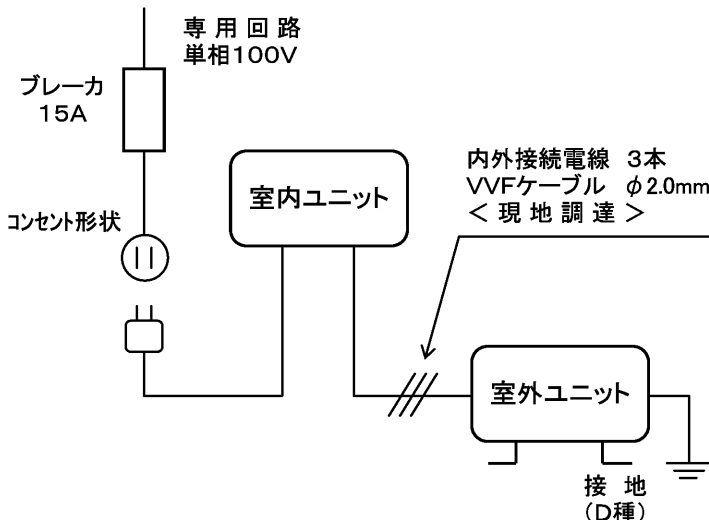 専用回路
単相100V
ブレーカ
15A
コンセント形状
室内ユニット
内外接続電線 3本
VVFケーブル φ2.0mm
＜現地調達＞
室外ユニット
接地
(D種)